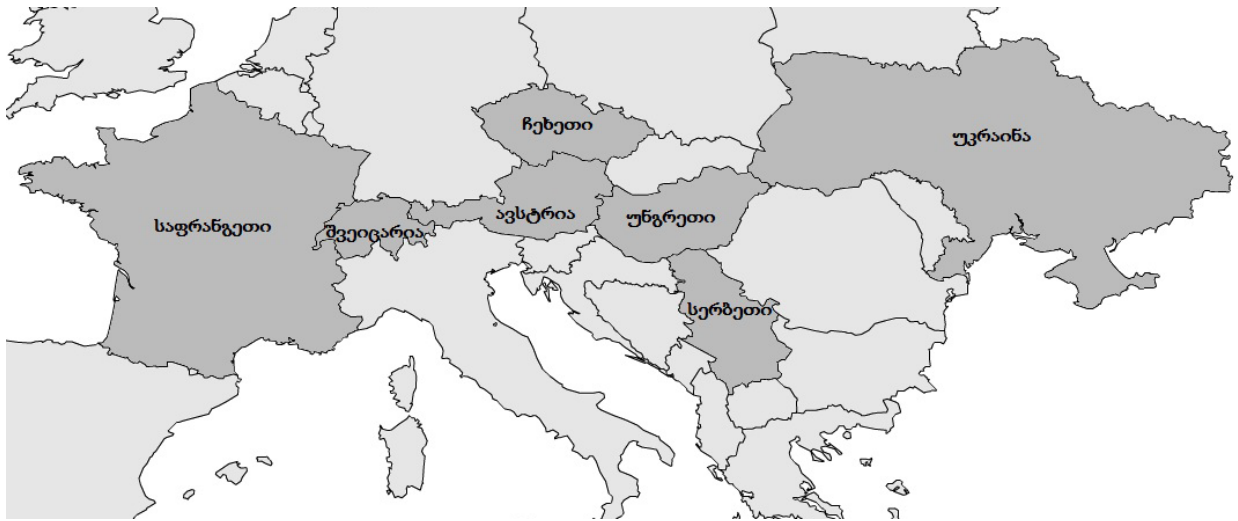 ჩეხეთი
უკრაინა
საფრანგეთი
შვეიცარია
ავსტრია
უნგრეთი
სერბეთი